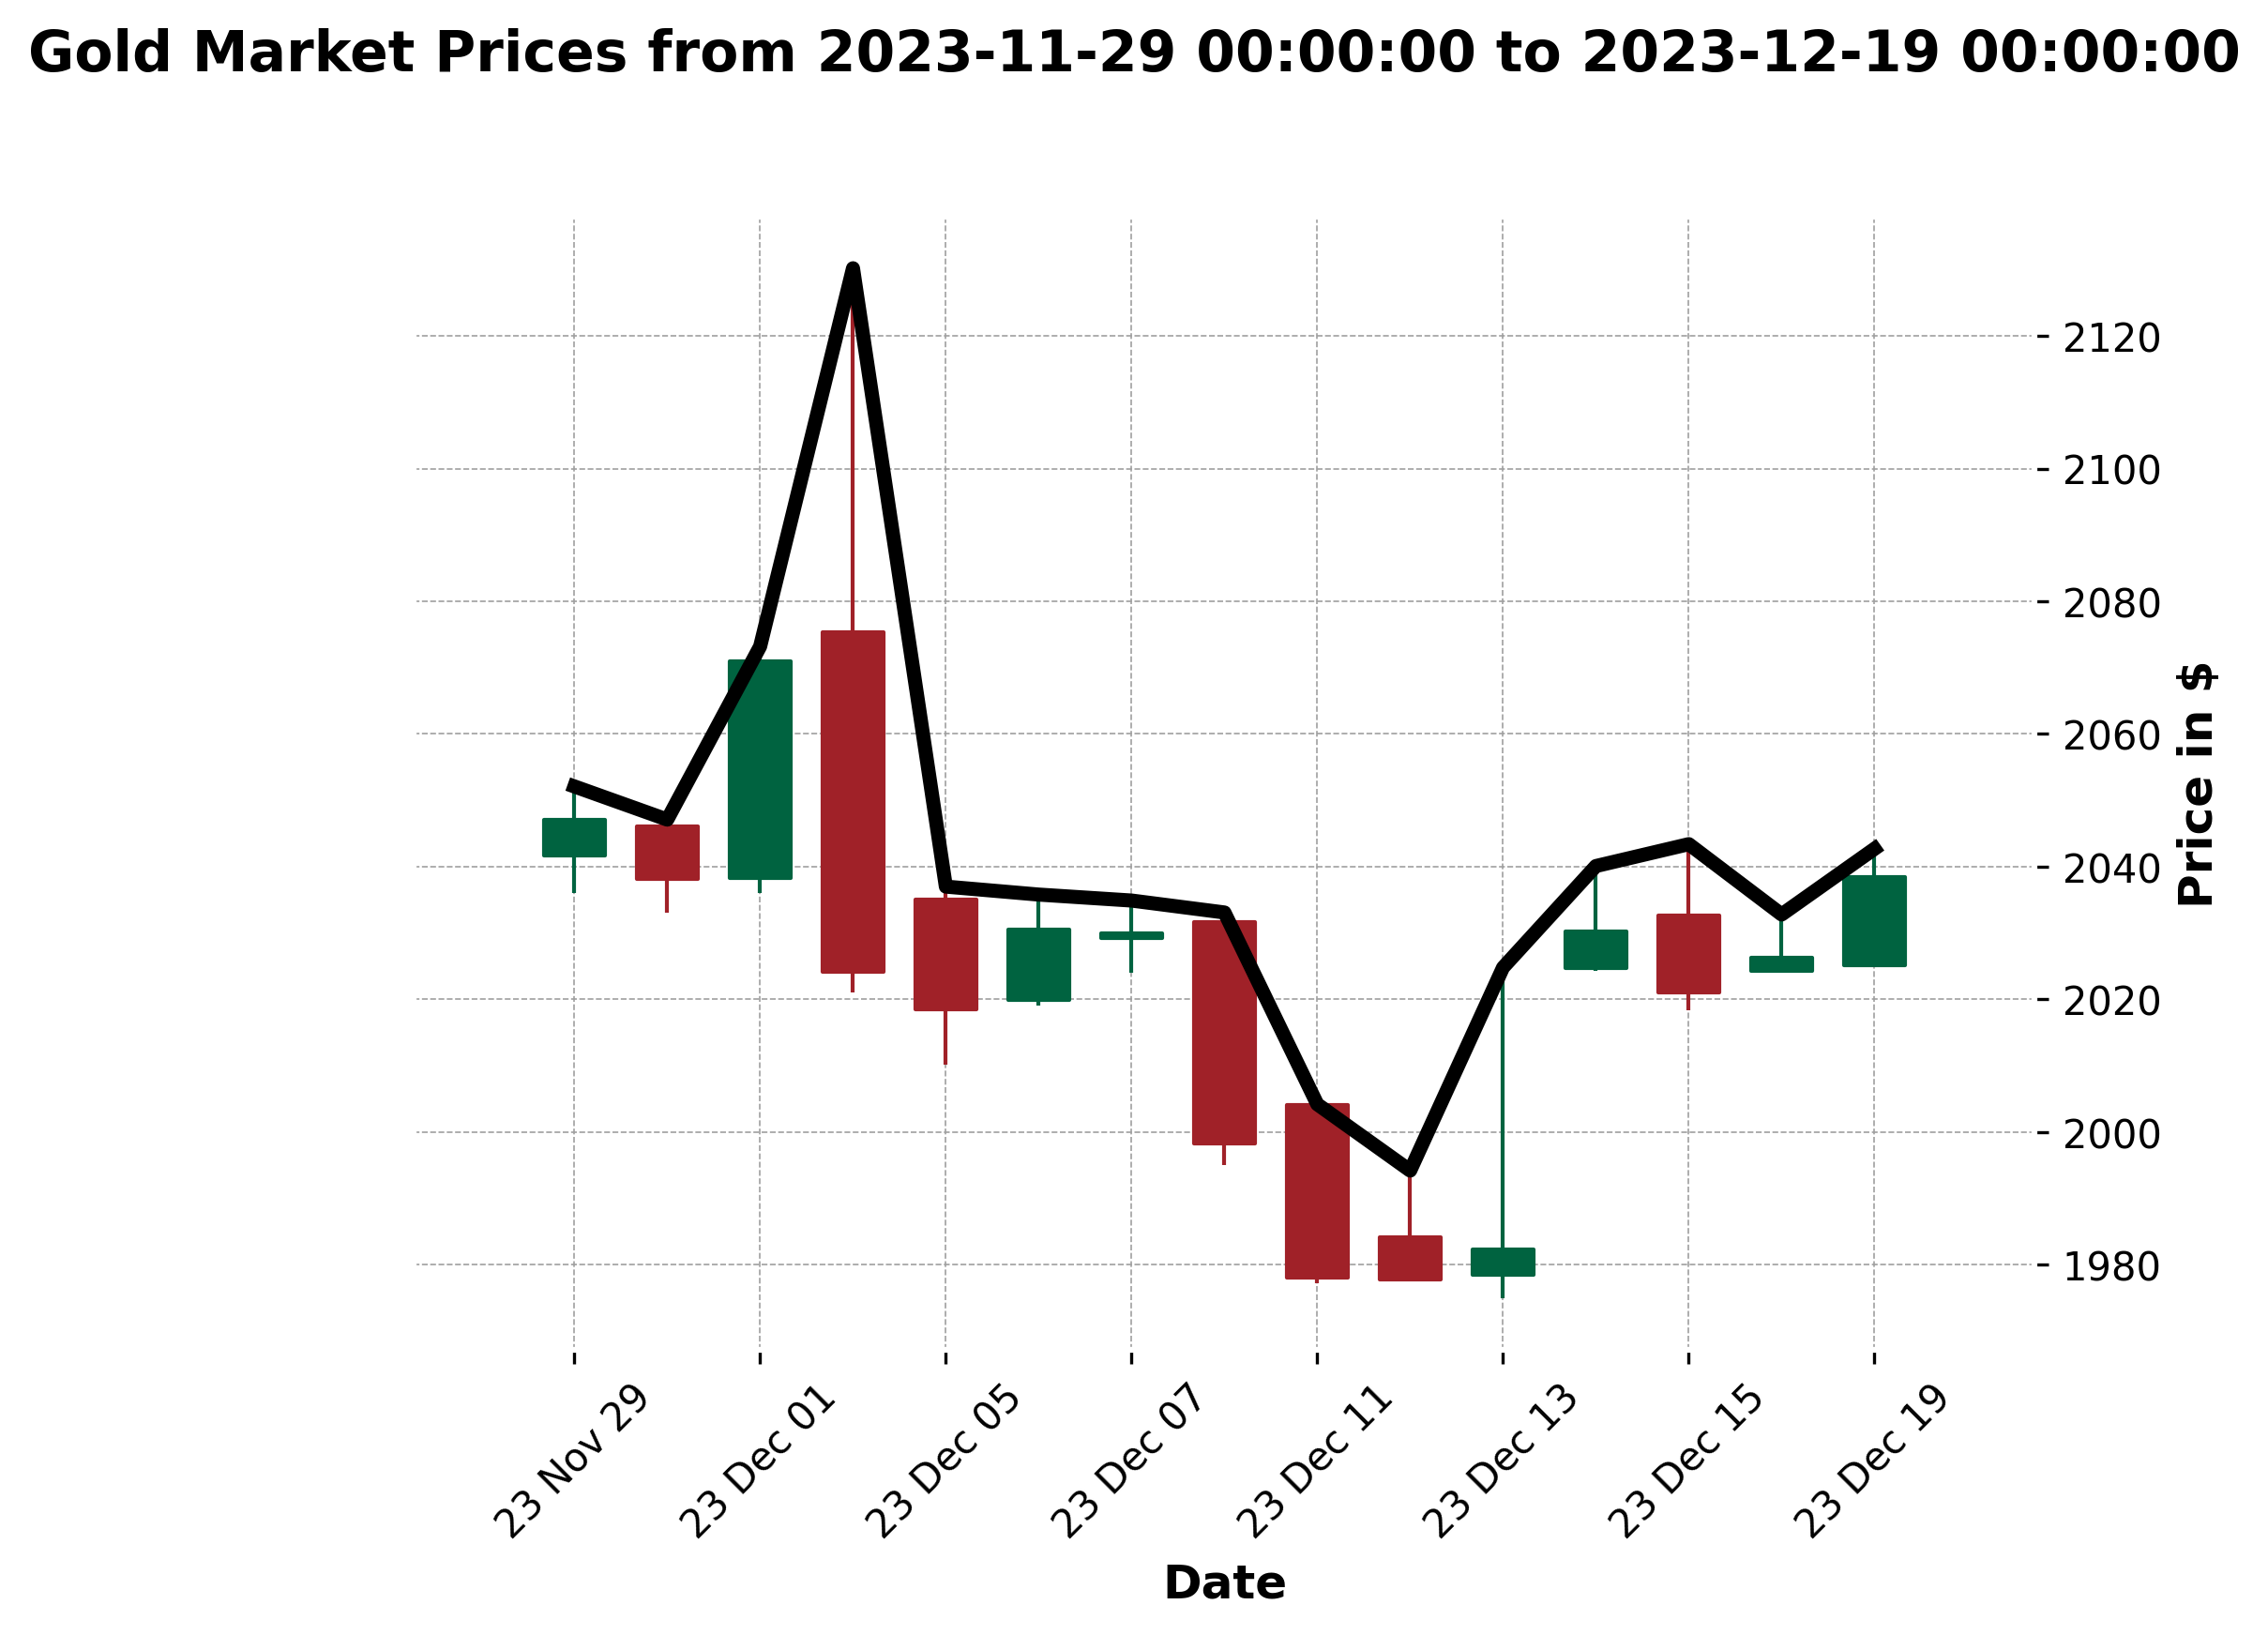 Gold Market Prices from 2023-11-29 00:00:00 to 2023-12-19 00:00:00
2120
2100
2080
2060
2040
2020
2000
1980
Price in $
23 Nov 29
23 Dec 01
23 Dec 05
23 Dec 07
23 Dec 11
23 Dec 13
23 Dec 15
23 Dec 19
Date